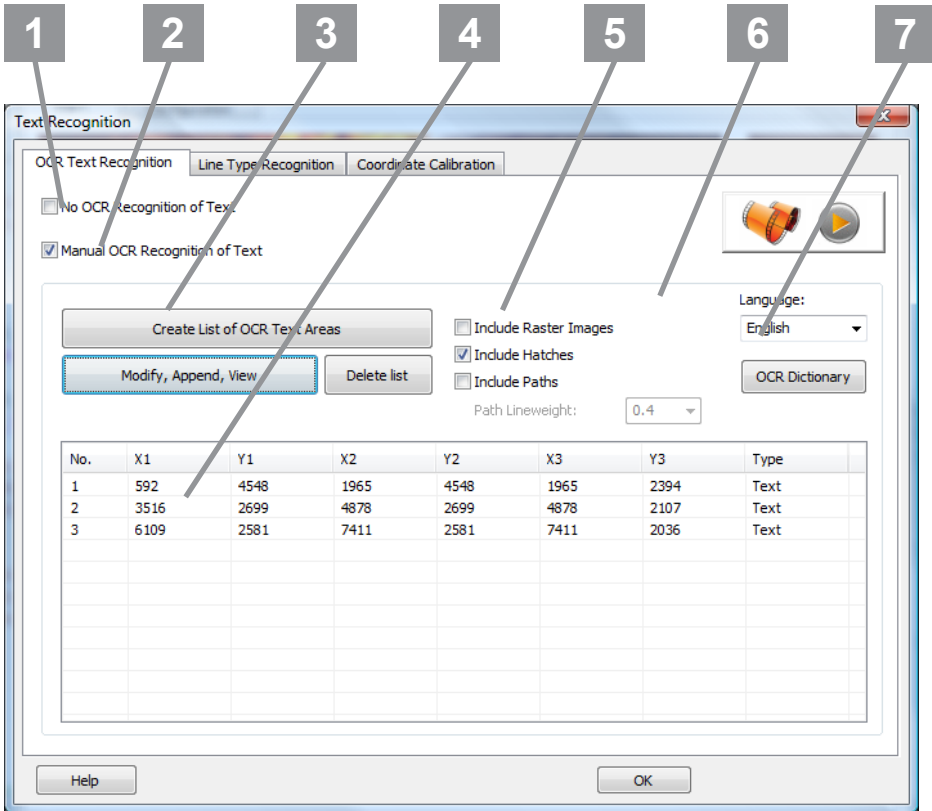 1 2 3 4 5 6 7
Text Recognition
OCR Text Recognition Line Type Recognition Coordinate Calibration
No OCR Recognition of Text
Manual OCR Recognition of Text
Language:
Create List of OCR Text Areas Include Raster Images English
Include Hatches
Modify, Append, View Delete list Include Paths OCR Dictionary
Path Lineweight: 0.4
No. X1 Y1 X2 Y2 X3 Y3 Type
1 592 4548 1965 4548 1965 2394 Text
2 3516 2699 4878 2699 4878 2107 Text
3 6109 2581 7411 2581 7411 2036 Text
Help OK